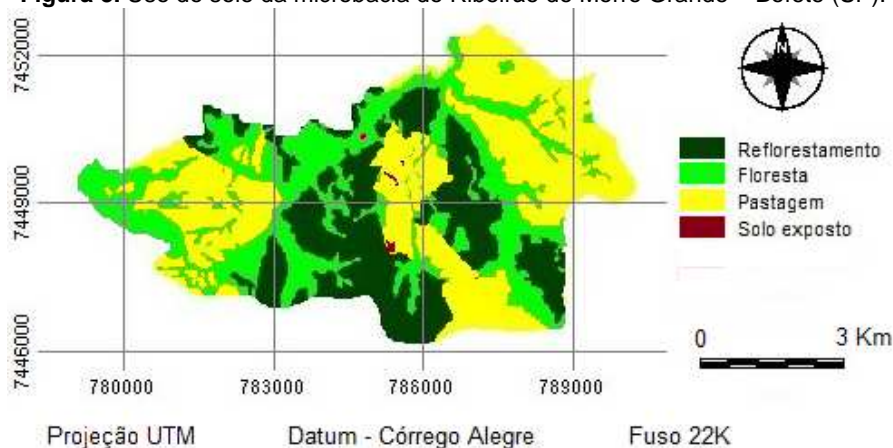 Figura 3. Uso do solo da microbacia do Ribeirão do Morro Grande – Bofete (SP).
7452000
7449000
7446000
780000
783000
786000
789000
N
Reflorestamento
Floresta
Pastagem
Solo exposto
0 3 Km
Projeção UTM Datum - Córrego Alegre Fuso 22K